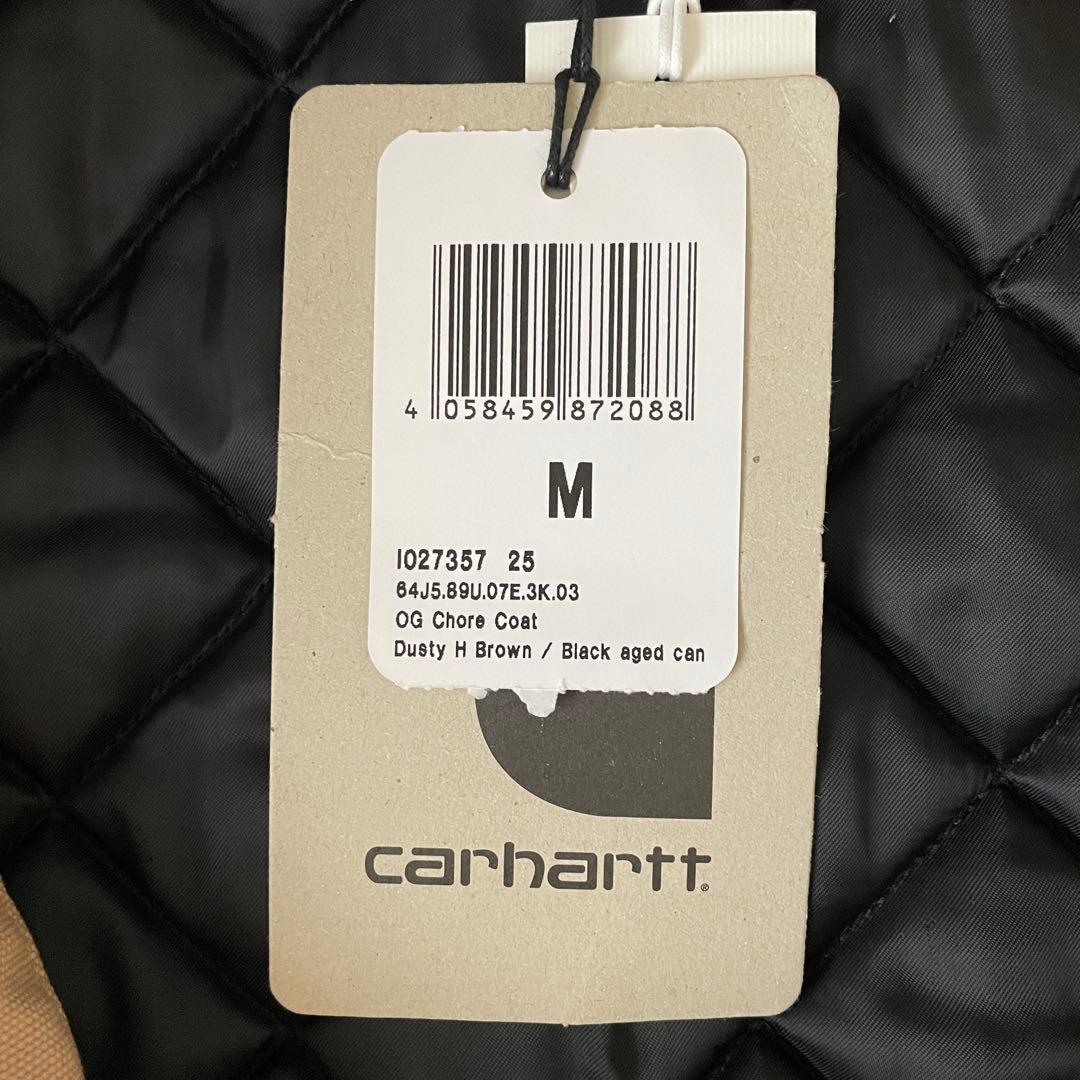 4 058459 872088
M
I027357 25
64J5.89U.07E.3K.03
OG Chore Coat
Dusty H Brown / Black aged can
carhartt®